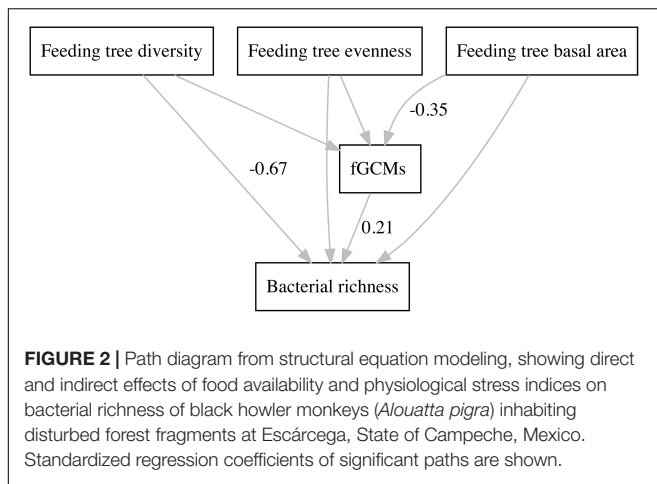 Feeding tree diversity
Feeding tree evenness
Feeding tree basal area
-0.35
fGCMs
-0.67
0.21
Bacterial richness
FIGURE 2 | Path diagram from structural equation modeling, showing direct
and indirect effects of food availability and physiological stress indices on
bacterial richness of black howler monkeys (Alouatta pigra) inhabiting
disturbed forest fragments at Escárcega, State of Campeche, Mexico.
Standardized regression coefficients of significant paths are shown.